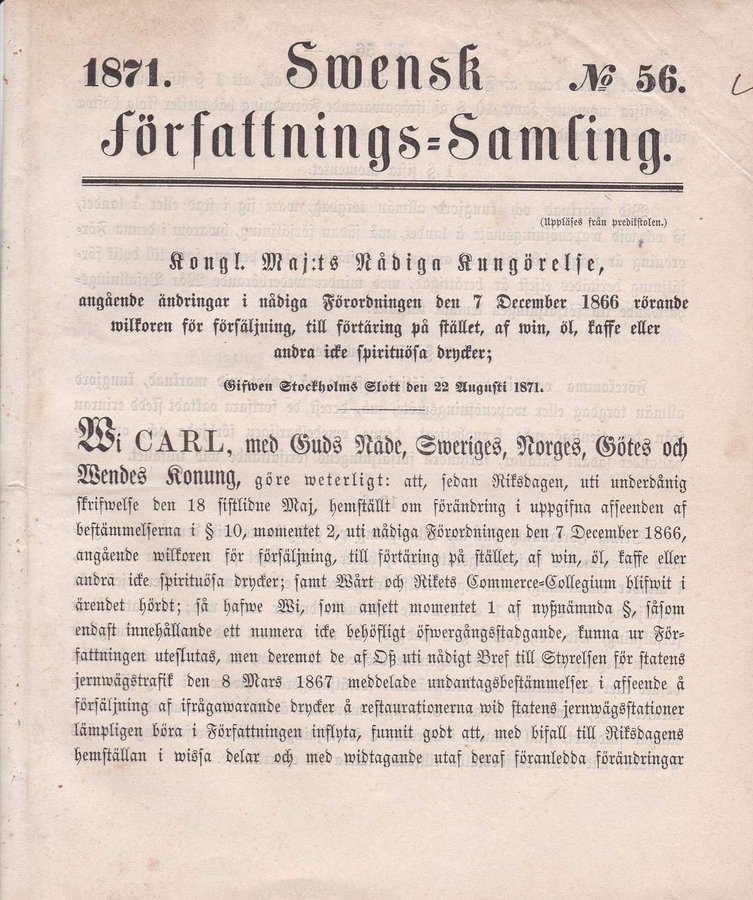 1871. Swensk № 56.
Författnings-Samling.
(Uppläses från predikstolen.)
Kongl. Maj:ts Nådiga Kungörelse,
angående ändringar i nådiga Förordningen den 7 December 1866 rörande
wilkoren för försäljning, till förtäring på stället, af win, öl, kaffe eller
andra icke spirituösa drycker;
Gifwen Stockholms Slott den 22 Augusti 1871.
Wi CARL, med Guds Nåde, Sweriges, Norges, Götes och
Wendes Konung, göre weterligt: att, sedan Riksdagen, uti underdånig
skrifwelse den 18 sistlidne Maj, hemställt om förändring i uppgifna afseenden af
bestämmelserna i § 10, momentet 2, uti nådiga Förordningen den 7 December 1866,
angående wilkoren för försäljning, till förtäring på stället, af win, öl, kaffe eller
andra icke spirituösa drycker; samt Wårt och Rikets Commerce-Collegium blifwit i
ärendet hördt; så hafwe Wi, som ansett momentet 1 af nyßnämnda §, såsom
endast innehållande ett numera icke behöfligt öfwergångsstadgande, kunna ur För-
fattningen uteslutas, men deremot de af Oß uti nådigt Bref till Styrelsen för statens
jernwägstrafik den 8 Mars 1867 meddelade undantagsbestämmelser i afseende å
försäljning af ifrågawarande drycker å restaurationerna wid statens jernwägsstationer
lämpligen böra i Författningen inflyta, funnit godt att, med bifall till Riksdagens
hemställan i wissa delar och med widtagande utaf deraf föranledda förändringar